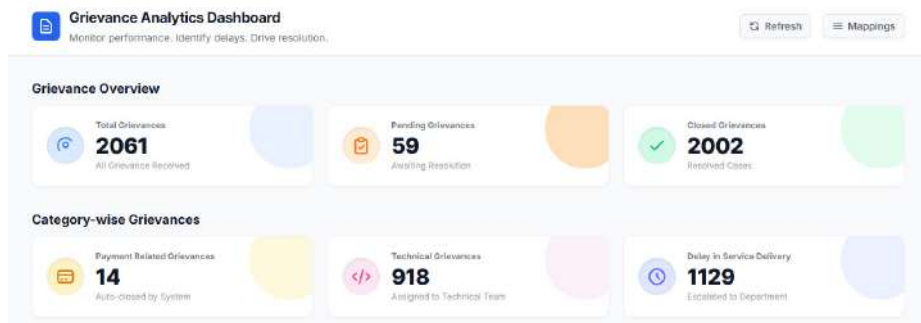 Grievance Analytics Dashboard
Monitor performance. Identify delays. Drive resolution.
Refresh
Mappings
Grievance Overview
Total Grievances
2061
All Grievance Received
Pending Grievances
59
Awaiting Resolution
Closed Grievances
2002
Resolved Cases
Category-wise Grievances
Payment Related Grievances
14
Auto-closed by System
Technical Grievances
918
Assigned to Technical Team
Delay in Service Delivery
1129
Escalated to Department